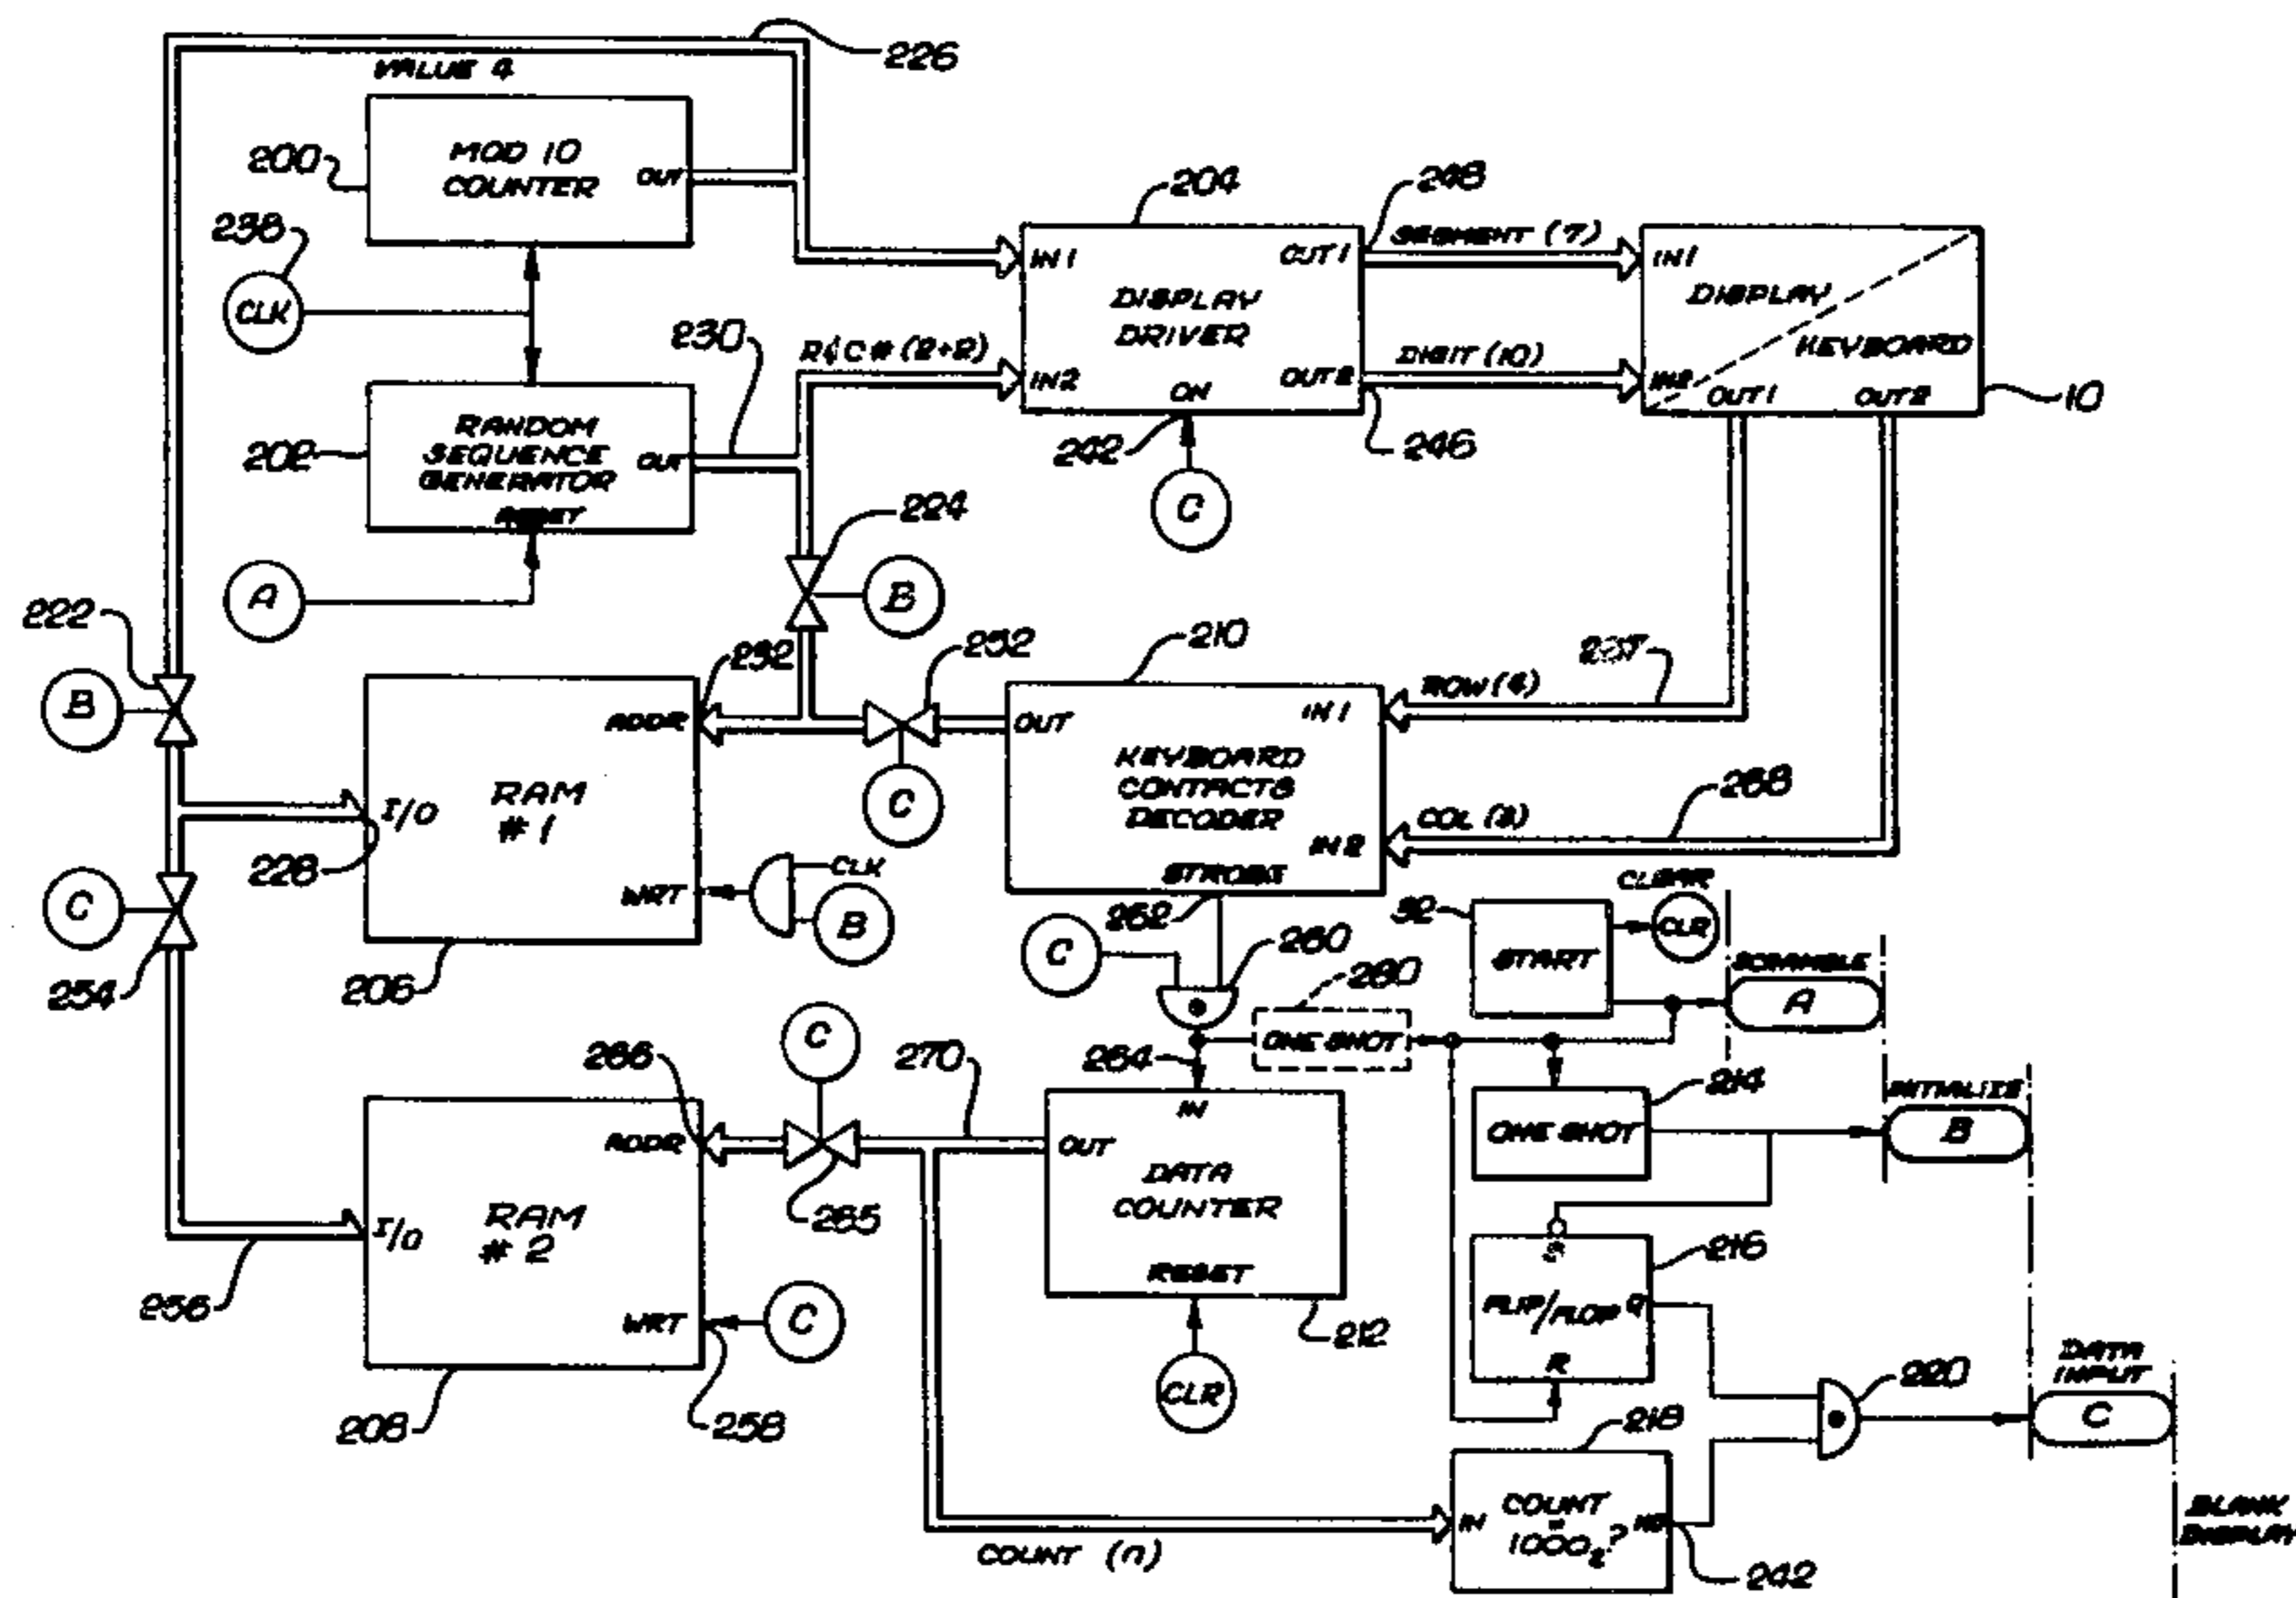 226
VALUE 4
200
MOD 10
COUNTER
OUT
238
CLK
204
248
SEGMENT (7)
IN 1
OUT 1
DISPLAY
DRIVER
IN 2
OUT 2
ON
242
246
DIGIT (10)
IN 1
DISPLAY
KEYBOARD
IN 2
OUT 1
OUT 2
10
230
R&C # (2+2)
202
RANDOM
SEQUENCE
GENERATOR
OUT
RESET
C
A
224
B
222
B
232
252
210
ROW (4)
268
COL (3)
ADDR
RAM
# 1
I/O
228
WRT
CLK
B
206
C
OUT
IN 1
KEYBOARD
CONTACTS
DECODER
IN 2
STROBE
262
C
254
C
260
280
ONE SHOT
264
32
START
CLEAR
CLR
SCRAMBLE
A
214
ONE SHOT
INITIALIZE
B
C
266
270
265
ADDR
RAM
# 2
I/O
256
WRT
C
258
208
IN
OUT
DATA
COUNTER
RESET
212
CLR
S
216
FLIP/FLOP Q
R
220
DATA
INPUT
C
218
IN
COUNT
=
1000₂?
NO
242
COUNT (n)
BLANK
DISPLAY